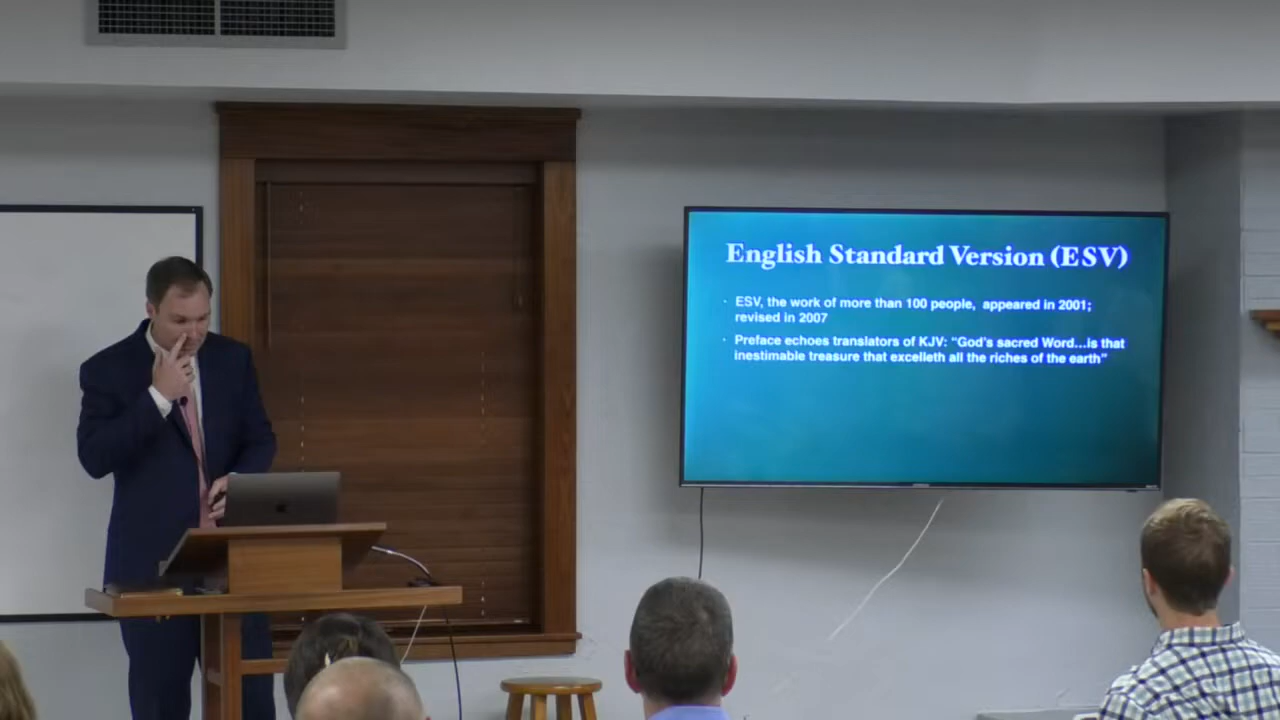 English Standard Version (ESV)
· ESV, the work of more than 100 people, appeared in 2001;
revised in 2007
· Preface echoes translators of KJV: “God’s sacred Word...is that
inestimable treasure that excelleth all the riches of the earth”